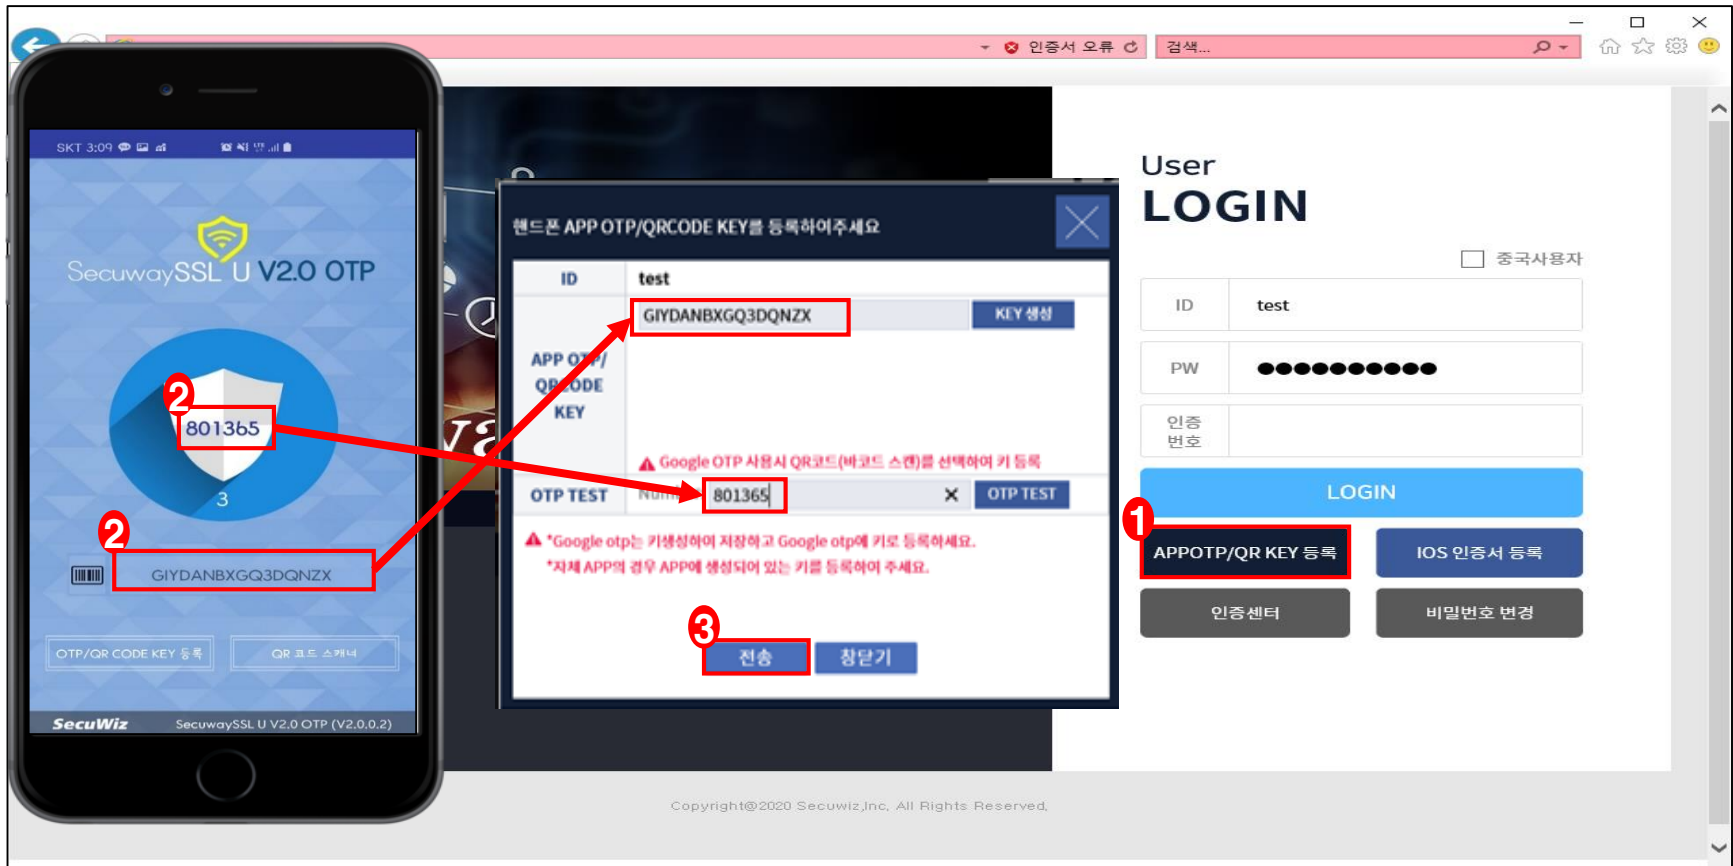 인증서 오류
검색...
SKT 3:09
SecuwaySSL U V2.0 OTP
2
801365
3
2
GIYDANBXGQ3DQNZX
OTP/QR CODE KEY 등록
QR 코드 스캐너
SecuWiz
SecuwaySSL U V2.0 OTP (V2.0.0.2)
핸드폰 APP OTP/QRCODE KEY를 등록하여주세요
ID
test
APP OTP/
QRCODE
KEY
GIYDANBXGQ3DQNZX
KEY 생성
Google OTP 사용시 QR코드(바코드 스캔)를 선택하여 키 등록
OTP TEST
801365
OTP TEST
*Google otp는 키생성하여 저장하고 Google otp에 키로 등록하세요.
*자체 APP의 경우 APP에 생성되어 있는 키를 등록하여 주세요.
3
전송
창닫기
User
LOGIN
중국사용자
ID
test
PW
인증
번호
LOGIN
1
APPOTP/QR KEY 등록
IOS 인증서 등록
인증센터
비밀번호 변경
Copyright@2020 Secuwiz,Inc, All Rights Reserved,